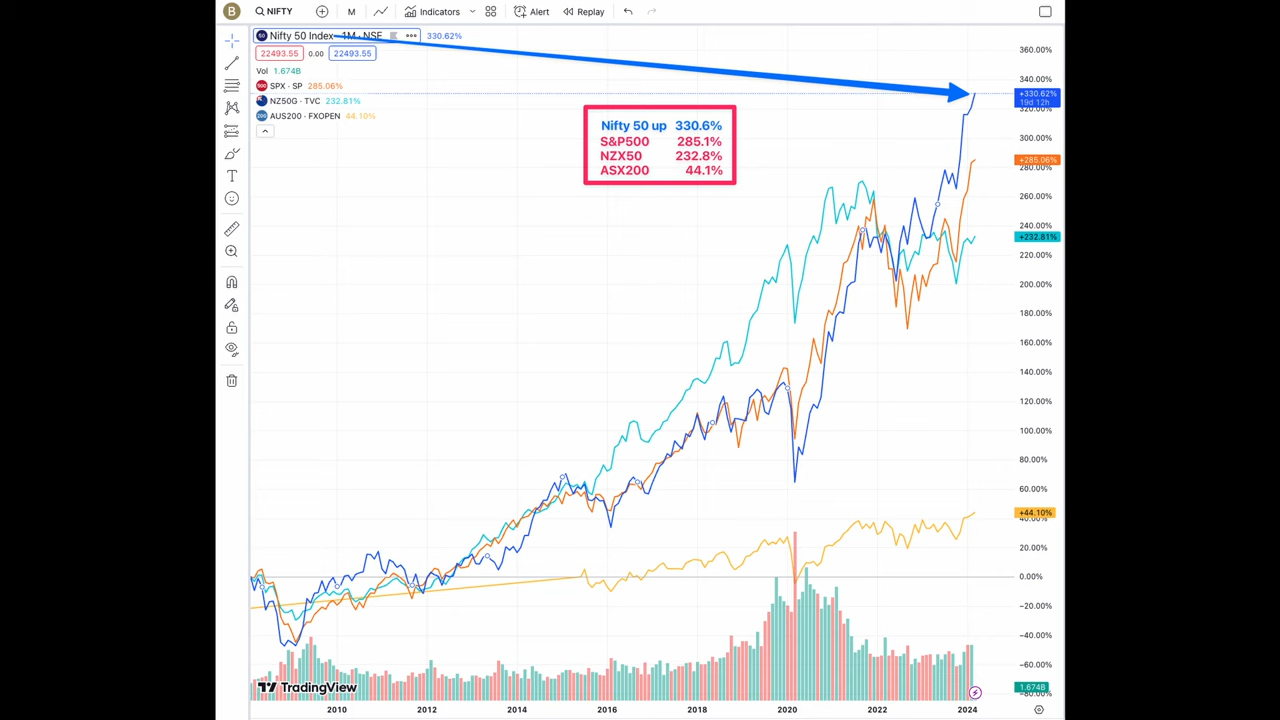 B NIFTY M Indicators Alert Replay
Nifty 50 Index · 1M · NSE 330.62%
22493.55 0.00 22493.55
Vol 1.674B
SPX · SP 285.06%
NZ50G · TVC 232.81%
AUS200 · FXOPEN 44.10%
Nifty 50 up 330.6%
S&P500 285.1%
NZX50 232.8%
ASX200 44.1%
360.00%
340.00%
+330.62%
19d 12h
320.00%
300.00%
+285.06%
280.00%
260.00%
240.00%
+232.81%
220.00%
200.00%
180.00%
160.00%
140.00%
120.00%
100.00%
80.00%
60.00%
+44.10%
40.00%
20.00%
0.00%
−20.00%
−40.00%
−60.00%
1.674B
−80.00%
TradingView
2010 2012 2014 2016 2018 2020 2022 2024